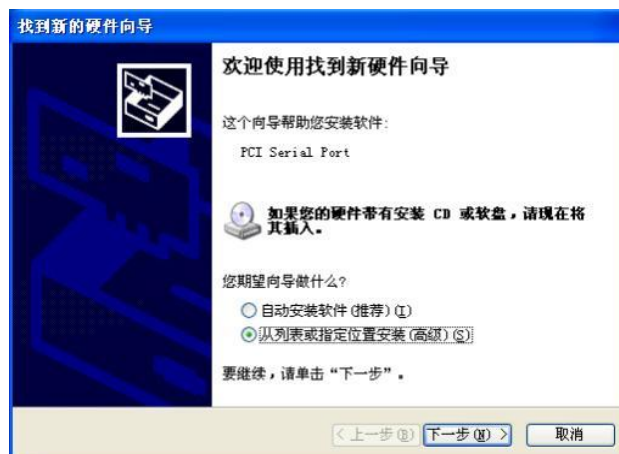 找到新的硬件向导
欢迎使用找到新硬件向导
这个向导帮助您安装软件:
PCI Serial Port
如果您的硬件带有安装 CD 或软盘，请现在将
其插入。
您期望向导做什么?
自动安装软件(推荐)(I)
从列表或指定位置安装(高级)(S)
要继续，请单击“下一步”。
<上一步(B) 下一步(N)> 取消